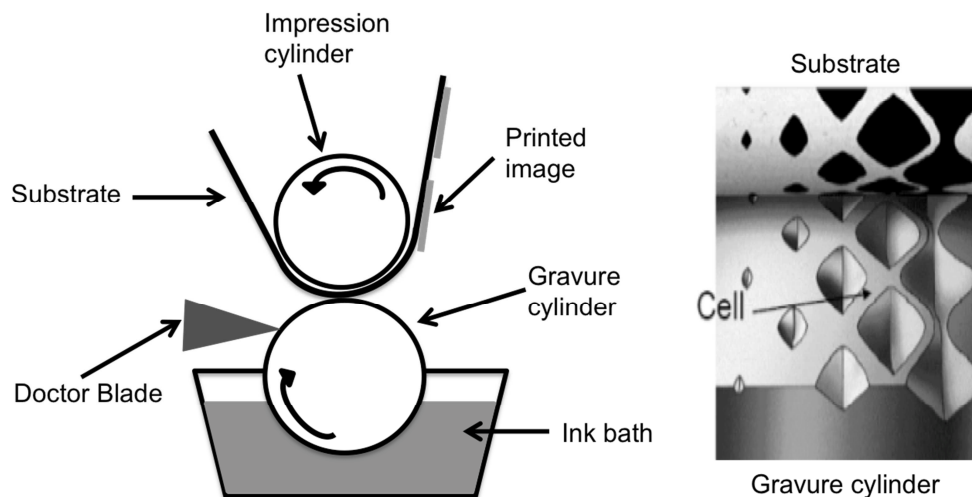 Impression
cylinder
Substrate
Printed
image
Substrate
Gravure
cylinder
Cell
Doctor Blade
Ink bath
Gravure cylinder